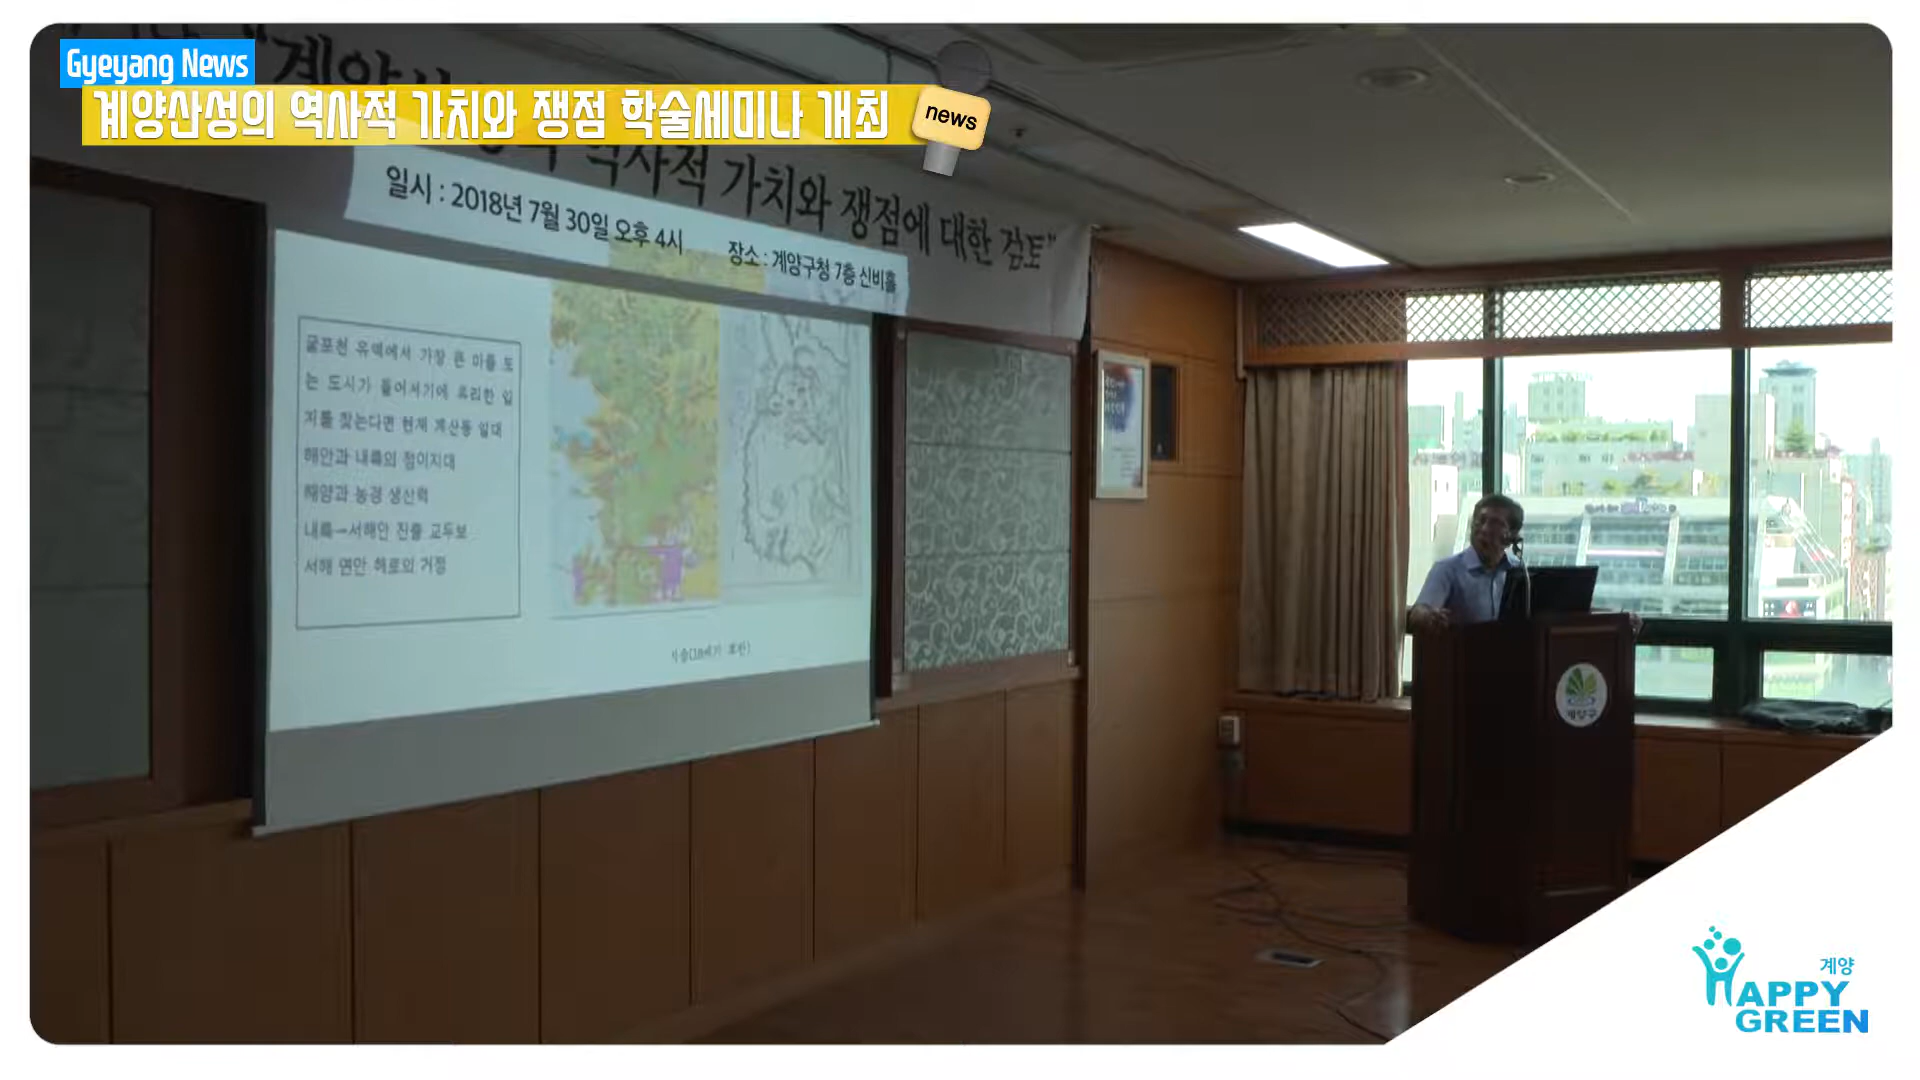 Gyeyang News
계양산성의 역사적 가치와 쟁점 학술세미나 개최
news
역사적 가치와 쟁점에 대한 검토"
일시 : 2018년 7월 30일 오후 4시
장소 : 계양구청 7층 신비홀
굴포천 유역에서 가장 큰 마을 또
는 도시가 들어서기에 유리한 입
지를 찾는다면 현재 계산동 일대
해안과 내륙의 점이지대
해양과 농경 생산력
내륙→서해안 진출 교두보
서해 연안 해로의 거점
계양구
계양
HAPPY
GREEN